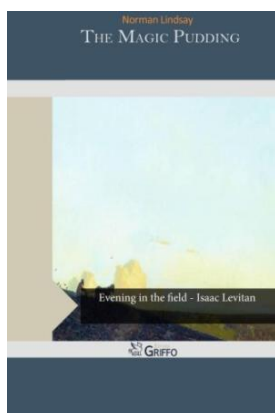 Norman Lindsay
THE MAGIC PUDDING
Evening in the field - Isaac Levitan
GRIFFO